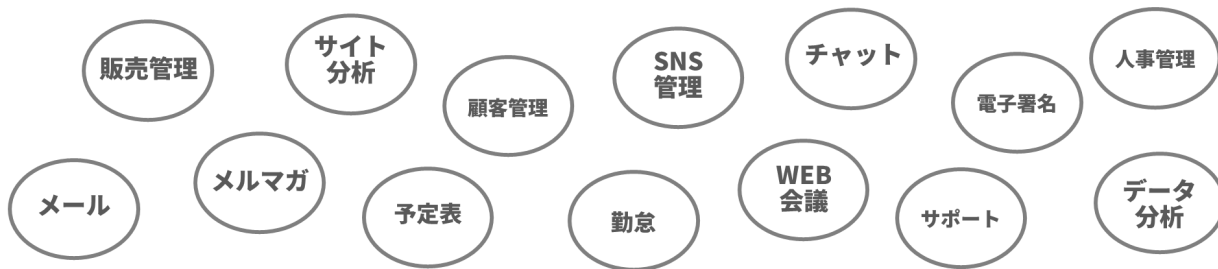 販売管理
サイト
分析
顧客管理
SNS
管理
チャット
電子署名
人事管理
メール
メルマガ
予定表
勤怠
WEB
会議
サポート
データ
分析